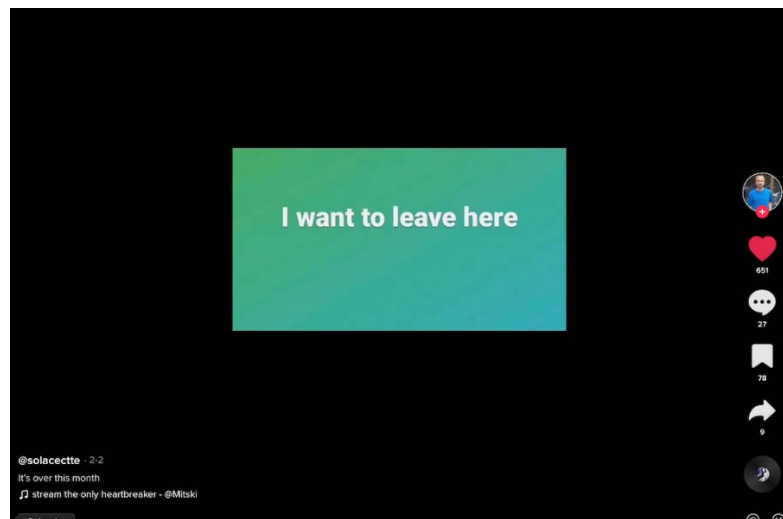 I want to leave here
651
27
78
9
@solacectte · 2-2
It's over this month
stream the only heartbreaker - @Mitski